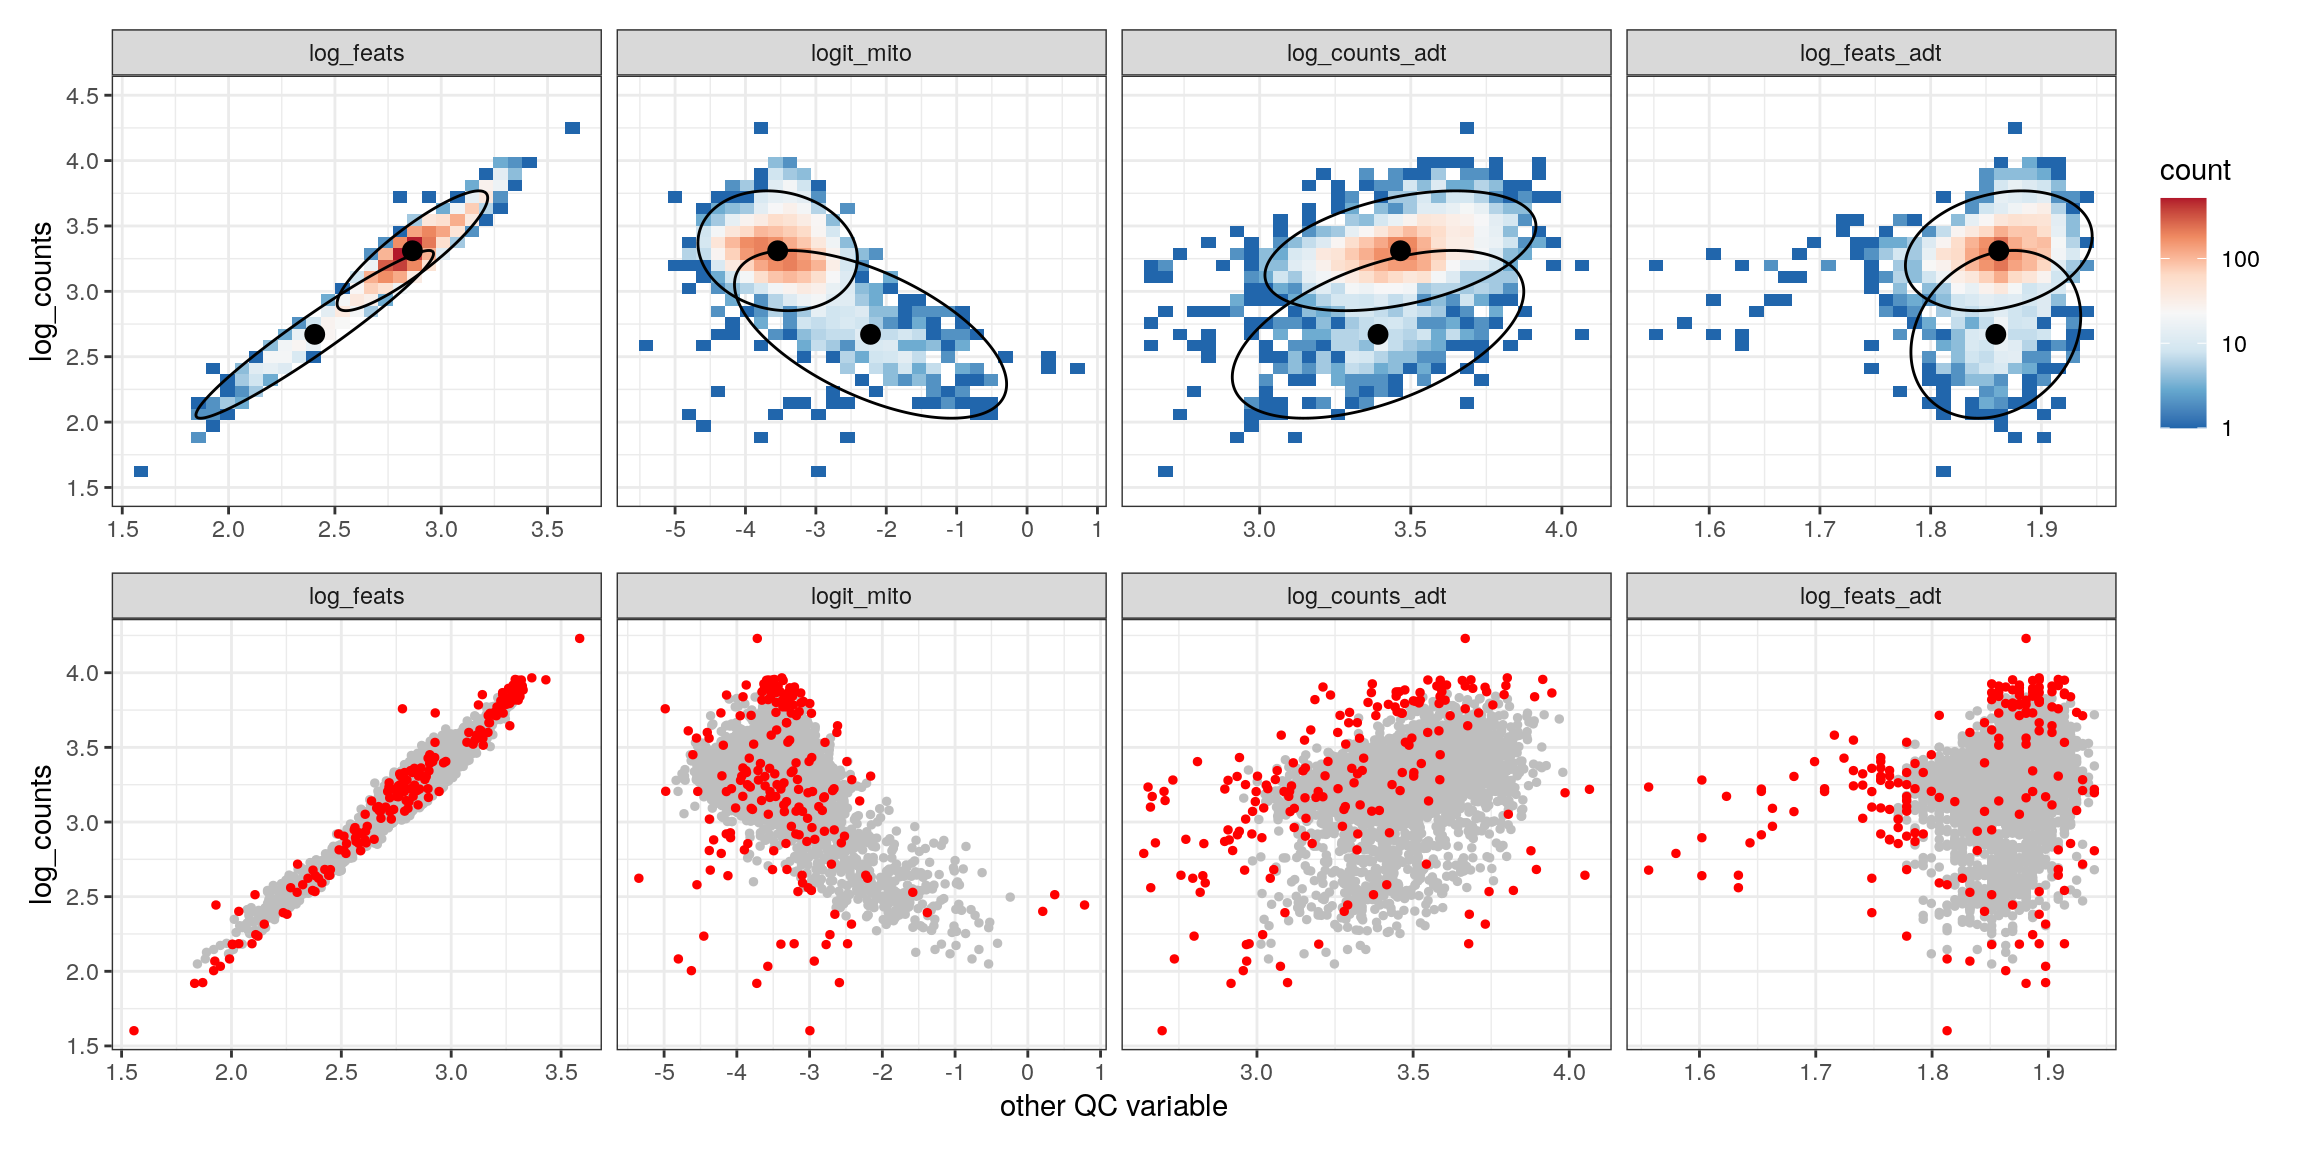 log_feats logit_mito log_counts_adt log_feats_adt
log_counts
4.5
4.0
3.5
3.0
2.5
2.0
1.5
1.5 2.0 2.5 3.0 3.5
-5 -4 -3 -2 -1 0 1
3.0 3.5 4.0
1.6 1.7 1.8 1.9
count
100
10
1
log_feats logit_mito log_counts_adt log_feats_adt
log_counts
4.0
3.5
3.0
2.5
2.0
1.5
1.5 2.0 2.5 3.0 3.5
-5 -4 -3 -2 -1 0 1
3.0 3.5 4.0
1.6 1.7 1.8 1.9
other QC variable